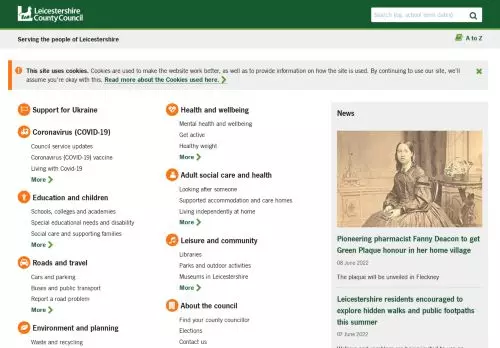 Leicestershire
County Council
Search (eg. school term dates)
Serving the people of Leicestershire
A to Z
This site uses cookies. Cookies are used to make the website work better, as well as to provide information on how the site is used. By continuing to use our site, we'll
assume you're okay with this. Read more about the Cookies used here.
Support for Ukraine
Coronavirus (COVID-19)
Council service updates
Coronavirus (COVID-19) vaccine
Living with Covid-19
More
Education and children
Schools, colleges and academies
Special educational needs and disability
Social care and supporting families
More
Roads and travel
Cars and parking
Buses and public transport
Report a road problem
More
Environment and planning
Waste and recycling
Health and wellbeing
Mental health and wellbeing
Get active
Healthy weight
More
Adult social care and health
Looking after someone
Supported accommodation and care homes
Living independently at home
More
Leisure and community
Libraries
Parks and outdoor activities
Museums in Leicestershire
More
About the council
Find your county councillor
Elections
Contact us
News
Pioneering pharmacist Fanny Deacon to get
Green Plaque honour in her home village
08 June 2022
The plaque will be unveiled in Fleckney
Leicestershire residents encouraged to
explore hidden walks and public footpaths
this summer
07 June 2022